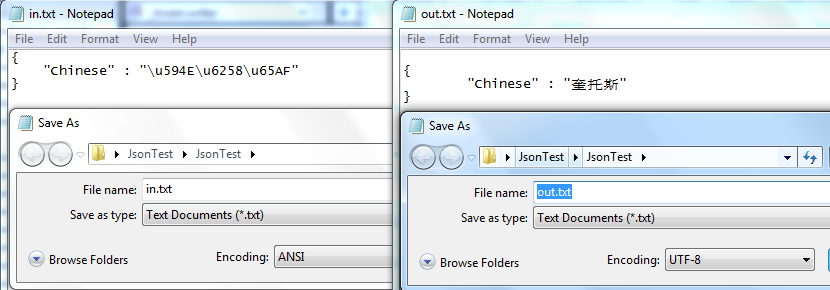 in.txt - Notepad
File Edit Format View Help
{
"Chinese" : "\u594E\u6258\u65AF"
}
Save As
JsonTest JsonTest
File name: in.txt
Save as type: Text Documents (*.txt)
Browse Folders
Encoding: ANSI
out.txt - Notepad
File Edit Format View Help
{
"Chinese" : "奎托斯"
}
Save As
JsonTest JsonTest
File name: out.txt
Save as type: Text Documents (*.txt)
Browse Folders
Encoding: UTF-8